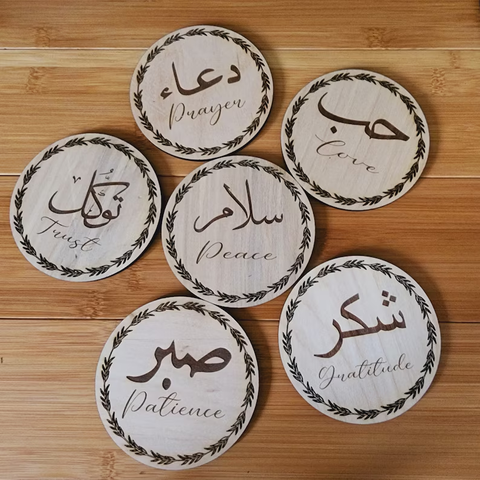 دعاء
Prayer
حب
Love
توكل
Trust
سلام
Peace
صبر
Patience
شكر
Gratitude